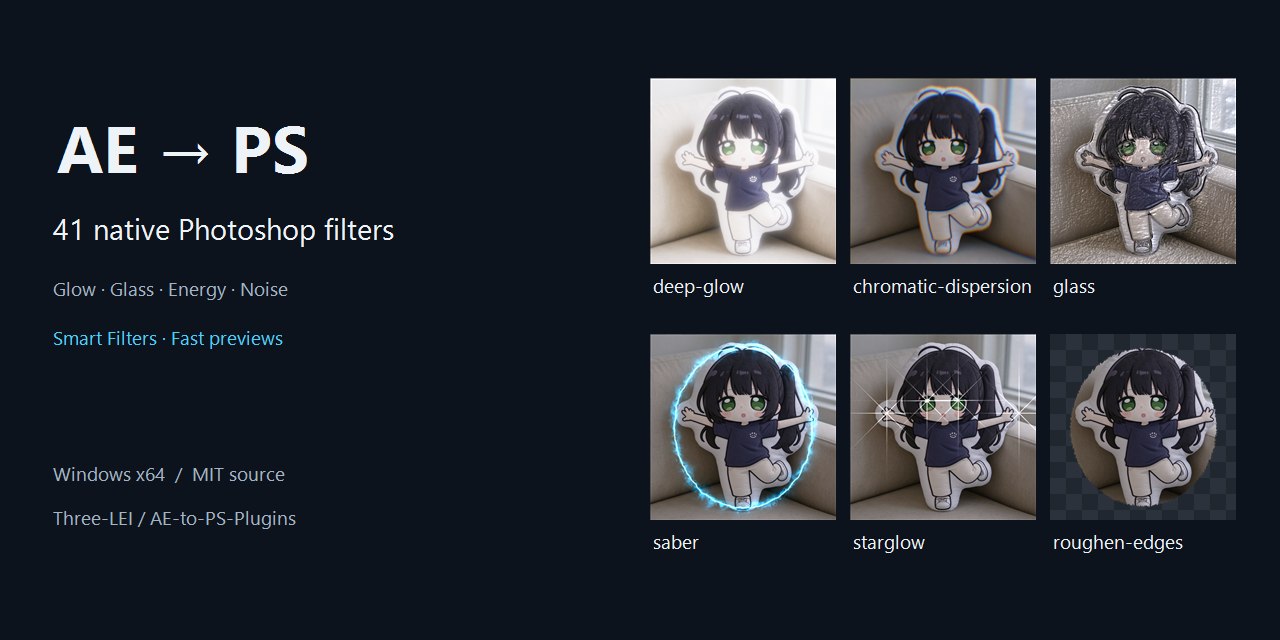 AE → PS
41 native Photoshop filters
Glow · Glass · Energy · Noise
Smart Filters · Fast previews
Windows x64 / MIT source
Three-LEI / AE-to-PS-Plugins
deep-glow
chromatic-dispersion
glass
saber
starglow
roughen-edges